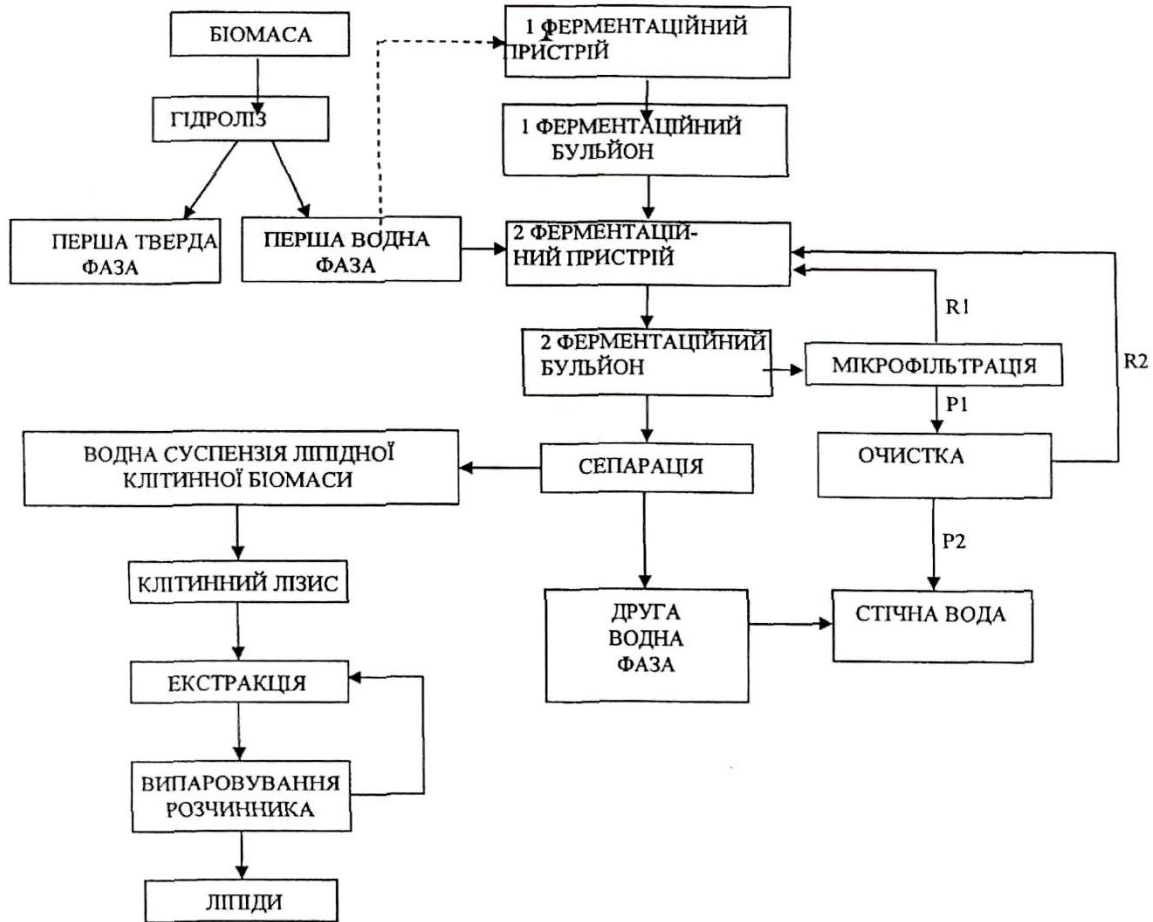 БІОМАСА
1 ФЕРМЕНТАЦІЙНИЙ
ПРИСТРІЙ
ГІДРОЛІЗ
1 ФЕРМЕНТАЦІЙНИЙ
БУЛЬЙОН
ПЕРША ТВЕРДА
ФАЗА
ПЕРША ВОДНА
ФАЗА
2 ФЕРМЕНТАЦІЙ-
НИЙ ПРИСТРІЙ
R1
2 ФЕРМЕНТАЦІЙНИЙ
БУЛЬЙОН
МІКРОФІЛЬТРАЦІЯ
R2
P1
ВОДНА СУСПЕНЗІЯ ЛІПІДНОЇ
КЛІТИННОЇ БІОМАСИ
СЕПАРАЦІЯ
ОЧИСТКА
P2
КЛІТИННИЙ ЛІЗИС
ДРУГА
ВОДНА
ФАЗА
СТІЧНА ВОДА
ЕКСТРАКЦІЯ
ВИПАРОВУВАННЯ
РОЗЧИННИКА
ЛІПІДИ